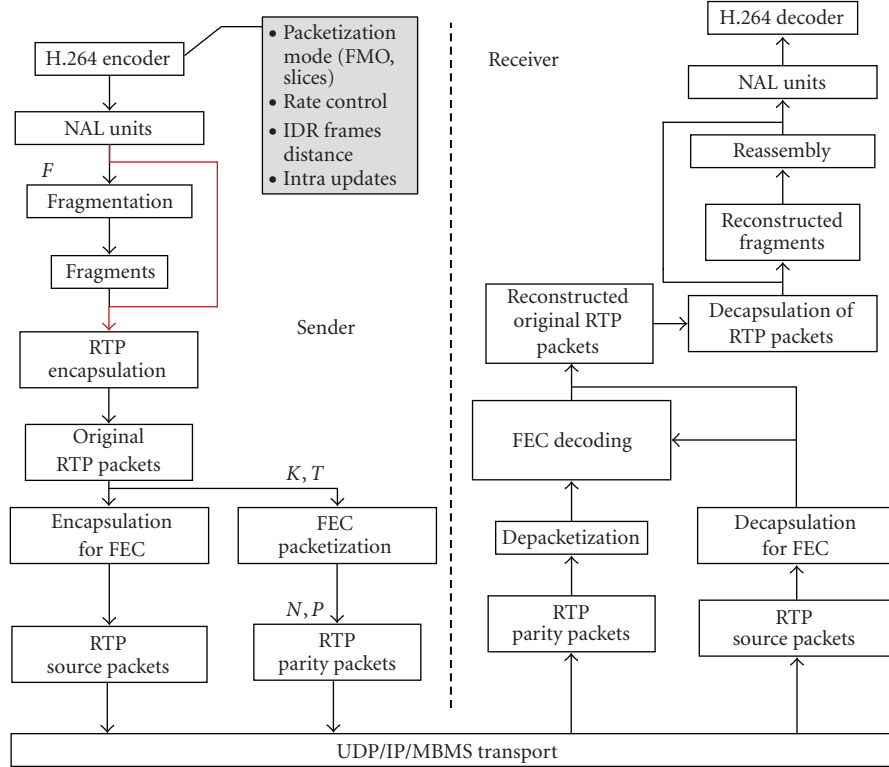 H.264 encoder
• Packetization
mode (FMO,
slices)
• Rate control
• IDR frames
distance
• Intra updates
NAL units
F
Fragmentation
Fragments
Sender
RTP
encapsulation
Original
RTP packets
K, T
Encapsulation
for FEC
FEC
packetization
N, P
RTP
source packets
RTP
parity packets
UDP/IP/MBMS transport
Receiver
H.264 decoder
NAL units
Reassembly
Reconstructed
fragments
Reconstructed
original RTP
packets
Decapsulation of
RTP packets
FEC decoding
Depacketization
Decapsulation
for FEC
RTP
parity packets
RTP
source packets